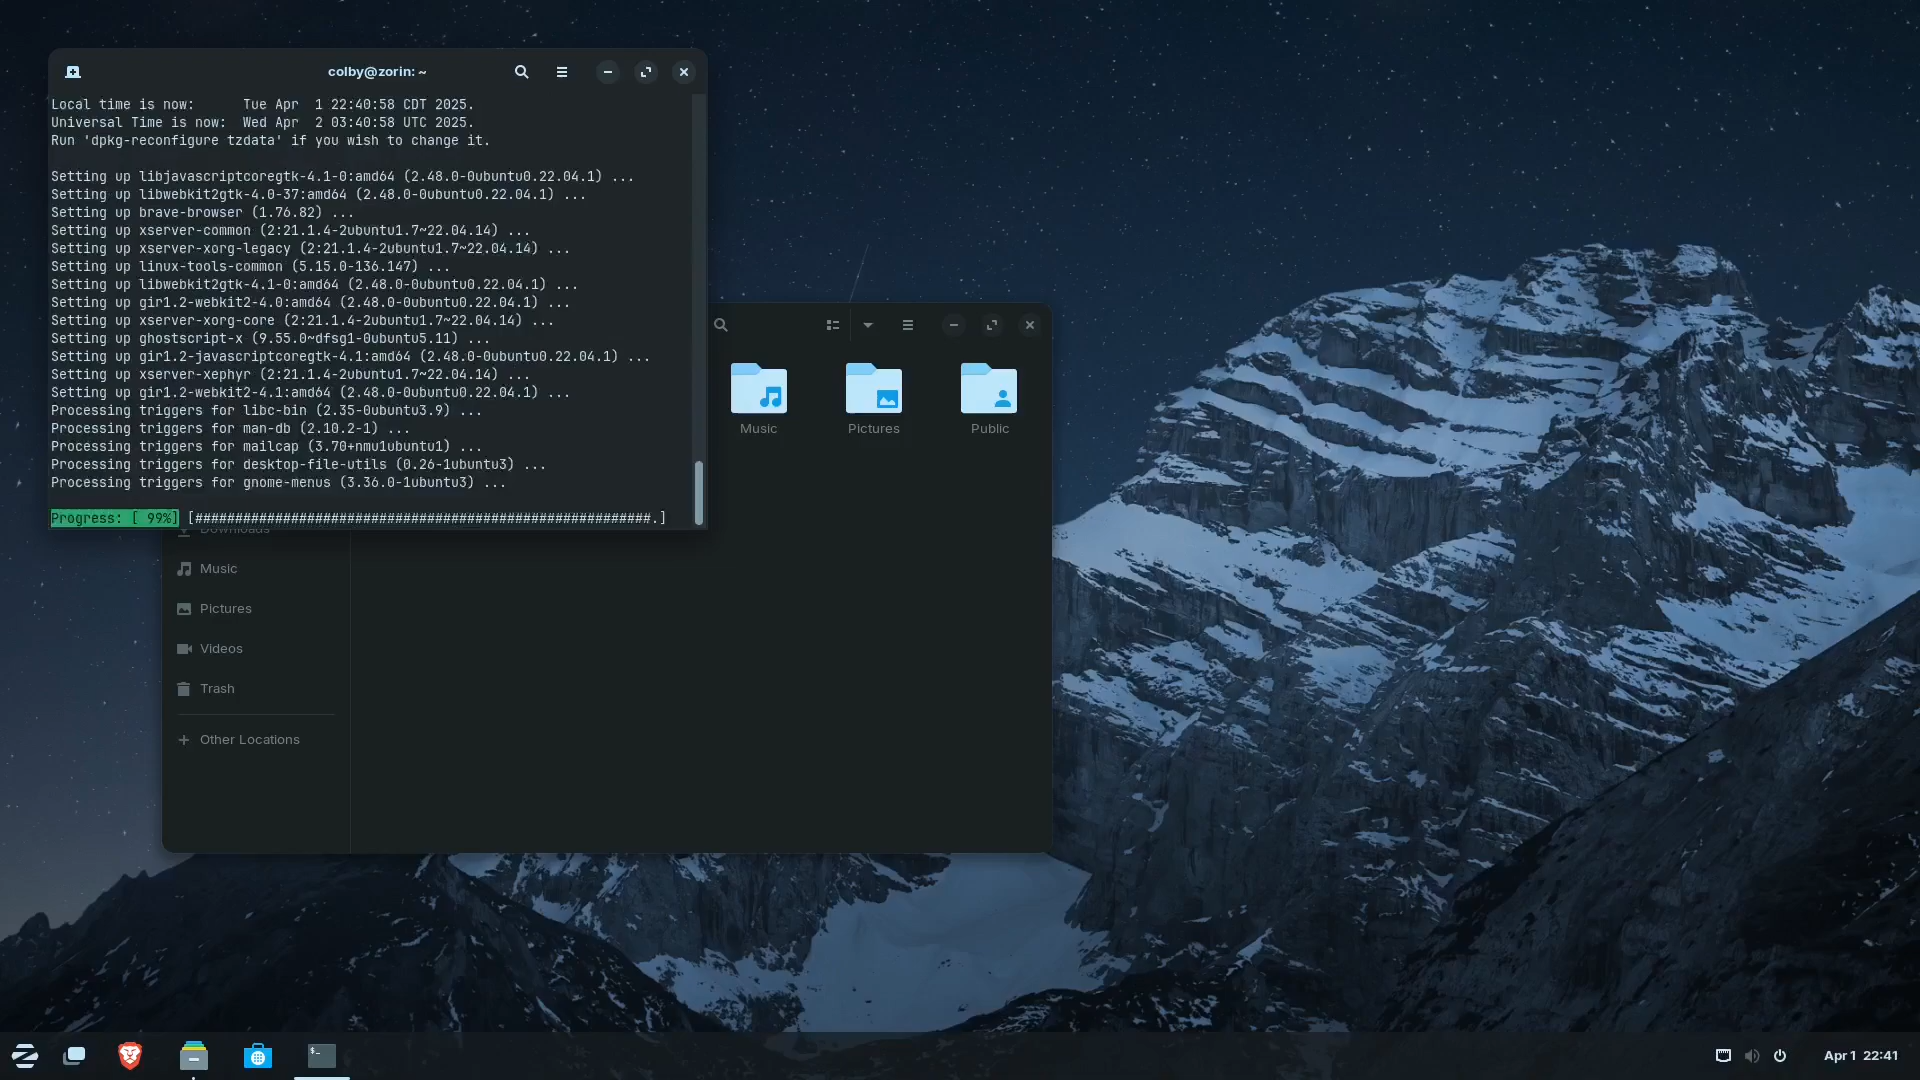 colby@zorin: ~
Local time is now:      Tue Apr  1 22:40:58 CDT 2025.
Universal Time is now:  Wed Apr  2 03:40:58 UTC 2025.
Run 'dpkg-reconfigure tzdata' if you wish to change it.
Setting up libjavascriptcoregtk-4.1-0:amd64 (2.48.0-0ubuntu0.22.04.1) ...
Setting up libwebkit2gtk-4.0-37:amd64 (2.48.0-0ubuntu0.22.04.1) ...
Setting up brave-browser (1.76.82) ...
Setting up xserver-common (2:21.1.4-2ubuntu1.7~22.04.14) ...
Setting up xserver-xorg-legacy (2:21.1.4-2ubuntu1.7~22.04.14) ...
Setting up linux-tools-common (5.15.0-136.147) ...
Setting up libwebkit2gtk-4.1-0:amd64 (2.48.0-0ubuntu0.22.04.1) ...
Setting up gir1.2-webkit2-4.0:amd64 (2.48.0-0ubuntu0.22.04.1) ...
Setting up xserver-xorg-core (2:21.1.4-2ubuntu1.7~22.04.14) ...
Setting up ghostscript-x (9.55.0~dfsg1-0ubuntu5.11) ...
Setting up gir1.2-javascriptcoregtk-4.1:amd64 (2.48.0-0ubuntu0.22.04.1) ...
Setting up xserver-xephyr (2:21.1.4-2ubuntu1.7~22.04.14) ...
Setting up gir1.2-webkit2-4.1:amd64 (2.48.0-0ubuntu0.22.04.1) ...
Processing triggers for libc-bin (2.35-0ubuntu3.9) ...
Processing triggers for man-db (2.10.2-1) ...
Processing triggers for mailcap (3.70+nmu1ubuntu1) ...
Processing triggers for desktop-file-utils (0.26-1ubuntu3) ...
Processing triggers for gnome-menus (3.36.0-1ubuntu3) ...
Progress: [ 99%] [#########################################################.]
Music
Pictures
Public
Downloads
Music
Pictures
Videos
Trash
Other Locations
Apr 1  22:41